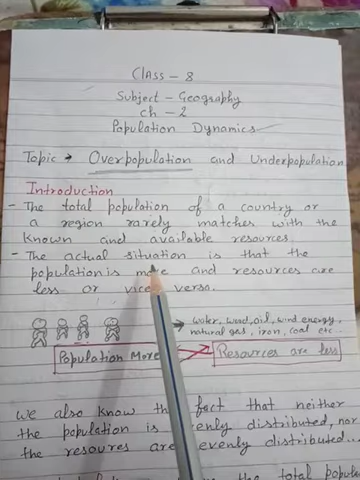 Class - 8
Subject - Geography
Ch - 2
Population Dynamics
Topic → Overpopulation and Underpopulation
Introduction
- The total population of a country or
a region rarely matches with the
known and available resources.
- The actual situation is that the
population is more and resources are
less or vice versa.
→ water, wood, oil, wind energy,
natural gas, iron, coal etc..
Population More
Resources are less
We also know the fact that neither
the population is evenly distributed, nor
the resoures are evenly distributed...
the total